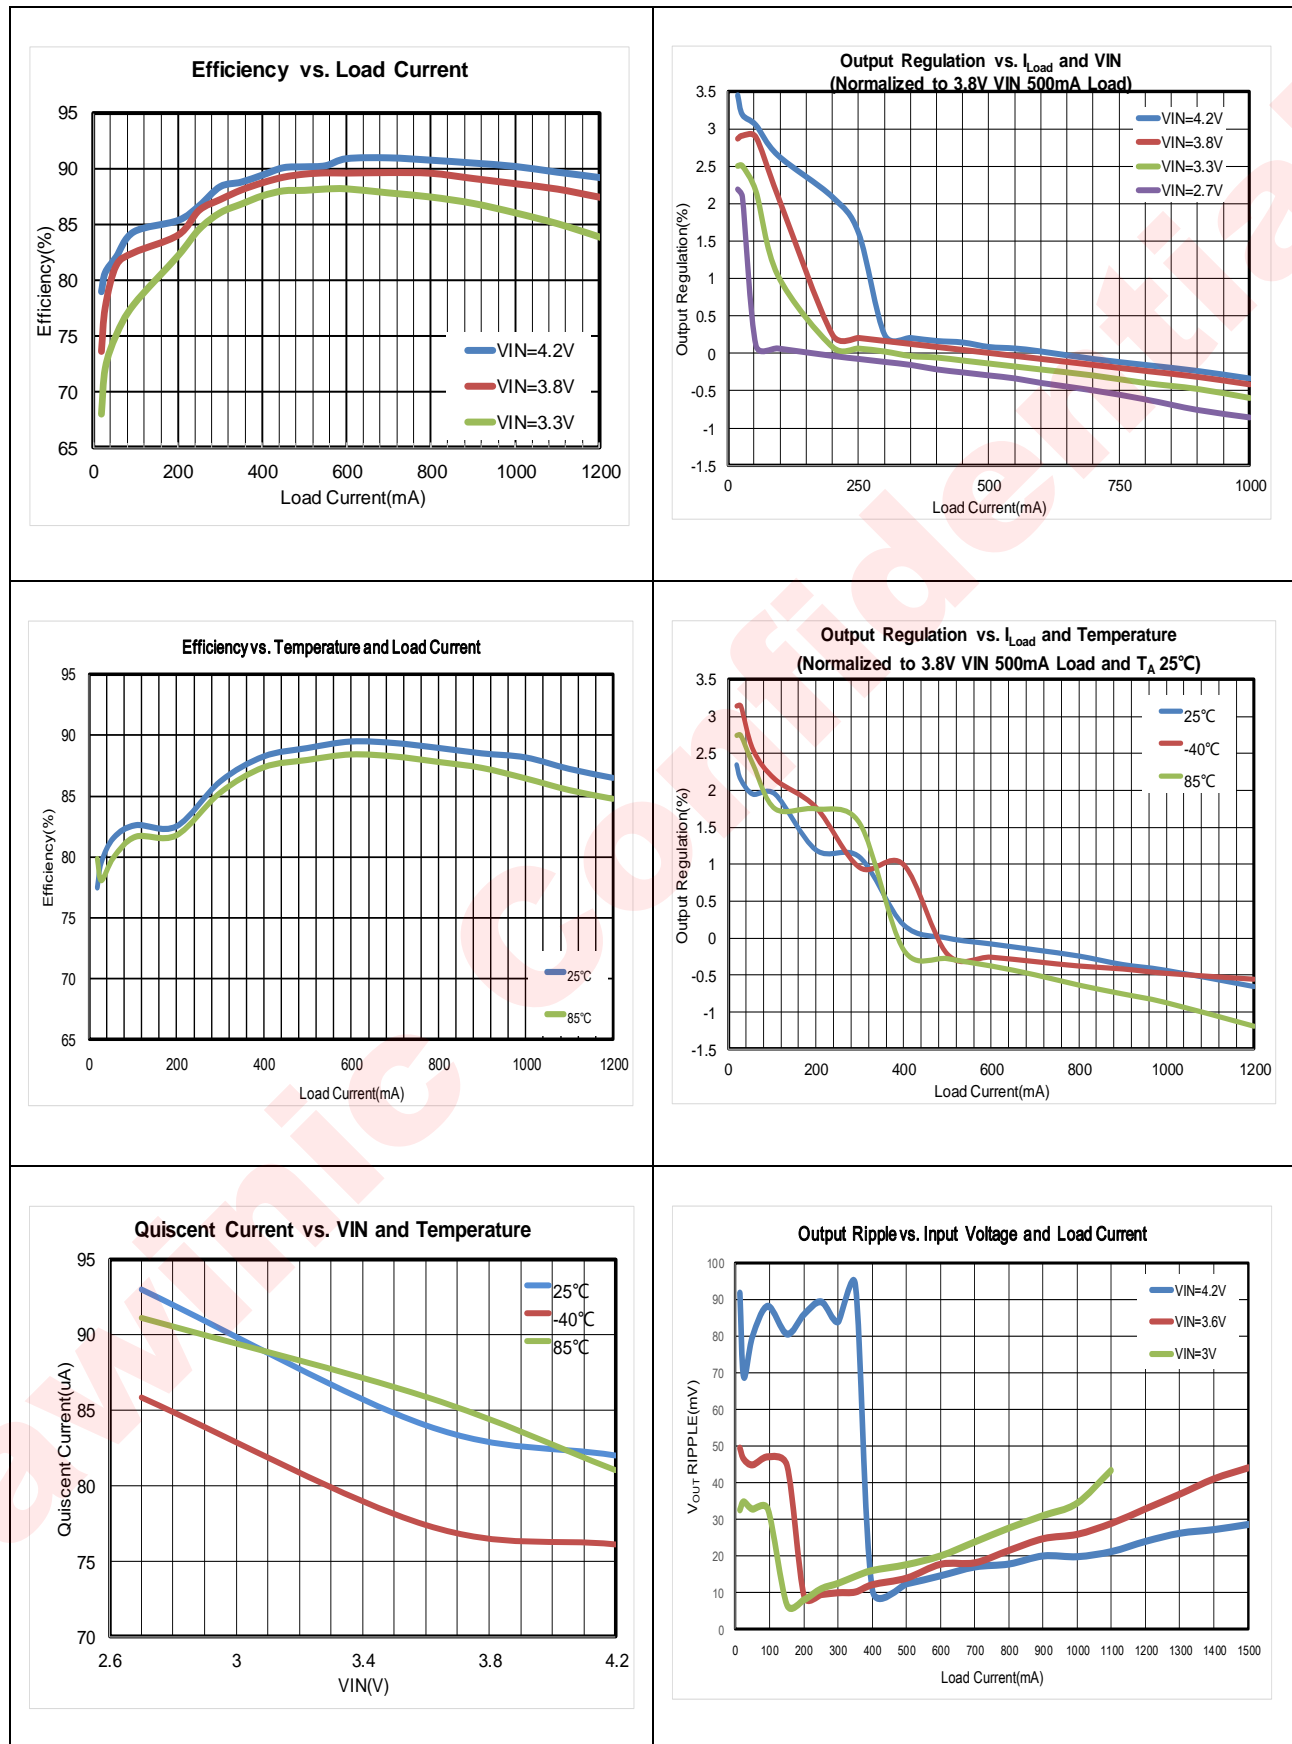 Efficiency vs. Load Current
95
90
85
80
75
70
65
Efficiency(%)
VIN=4.2V
VIN=3.8V
VIN=3.3V
0 200 400 600 800 1000 1200
Load Current(mA)
Output Regulation vs. ILoad and VIN
(Normalized to 3.8V VIN 500mA Load)
3.5
3
2.5
2
1.5
1
0.5
0
-0.5
-1
-1.5
Output Regulation(%)
VIN=4.2V
VIN=3.8V
VIN=3.3V
VIN=2.7V
0 250 500 750 1000
Load Current(mA)
Efficiency vs. Temperature and Load Current
95
90
85
80
75
70
65
Efficiency(%)
25℃
85℃
0 200 400 600 800 1000 1200
Load Current(mA)
Output Regulation vs. ILoad and Temperature
(Normalized to 3.8V VIN 500mA Load and TA 25℃)
3.5
3
2.5
2
1.5
1
0.5
0
-0.5
-1
-1.5
Output Regulation(%)
25℃
-40℃
85℃
0 200 400 600 800 1000 1200
Load Current(mA)
Quiscent Current vs. VIN and Temperature
95
90
85
80
75
70
Quiscent Current(uA)
25℃
-40℃
85℃
2.6 3 3.4 3.8 4.2
VIN(V)
Output Ripple vs. Input Voltage and Load Current
100
90
80
70
60
50
40
30
20
10
0
VOUT RIPPLE(mV)
VIN=4.2V
VIN=3.6V
VIN=3V
0 100 200 300 400 500 600 700 800 900 1000 1100 1200 1300 1400 1500
Load Current(mA)
awinic Confidential